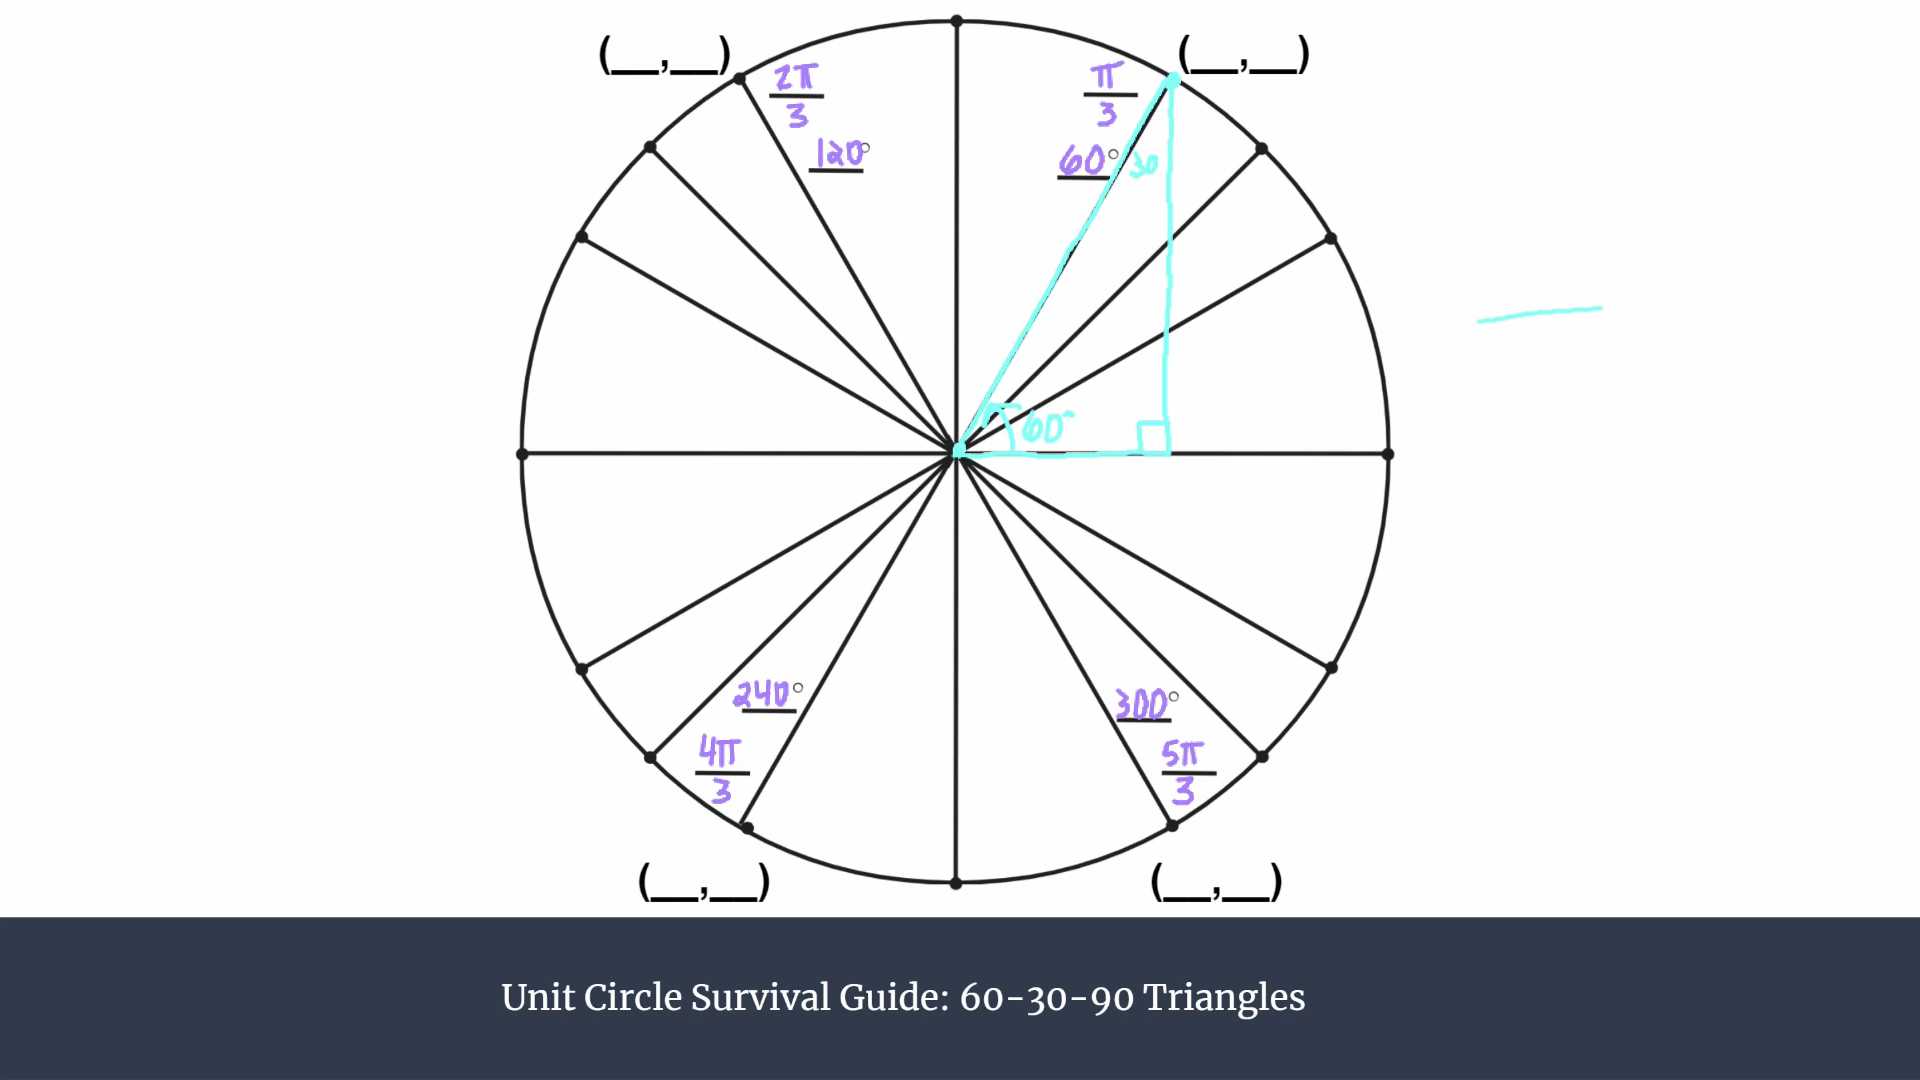 (__,__)
(__,__)
2π
3
120°
π
3
60°
30
60°
240°
4π
3
300°
5π
3
(__,__)
(__,__)
Unit Circle Survival Guide: 60-30-90 Triangles